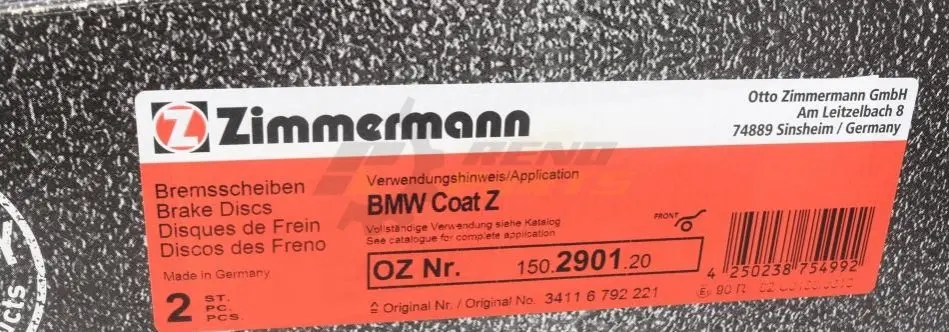 Zimmermann
Otto Zimmermann GmbH
Am Leitzelbach 8
74889 Sinsheim / Germany
Bremsscheiben
Brake Discs
Disques de Frein
Discos des Freno
Made in Germany
2 ST.
PC.
PCS.
Verwendungshinweis/Application
BMW Coat Z
Vollständige Verwendung siehe Katalog
See catalogue for complete application
FRONT
OZ Nr. 150.2901.20
Original Nr. / Original No. 3411 6 792 221
4 250238 754992
90 R
RENO